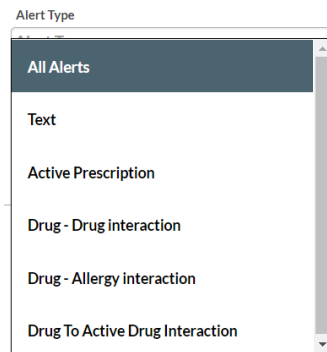 Alert Type
All Alerts
Text
Active Prescription
Drug - Drug interaction
Drug - Allergy interaction
Drug To Active Drug Interaction